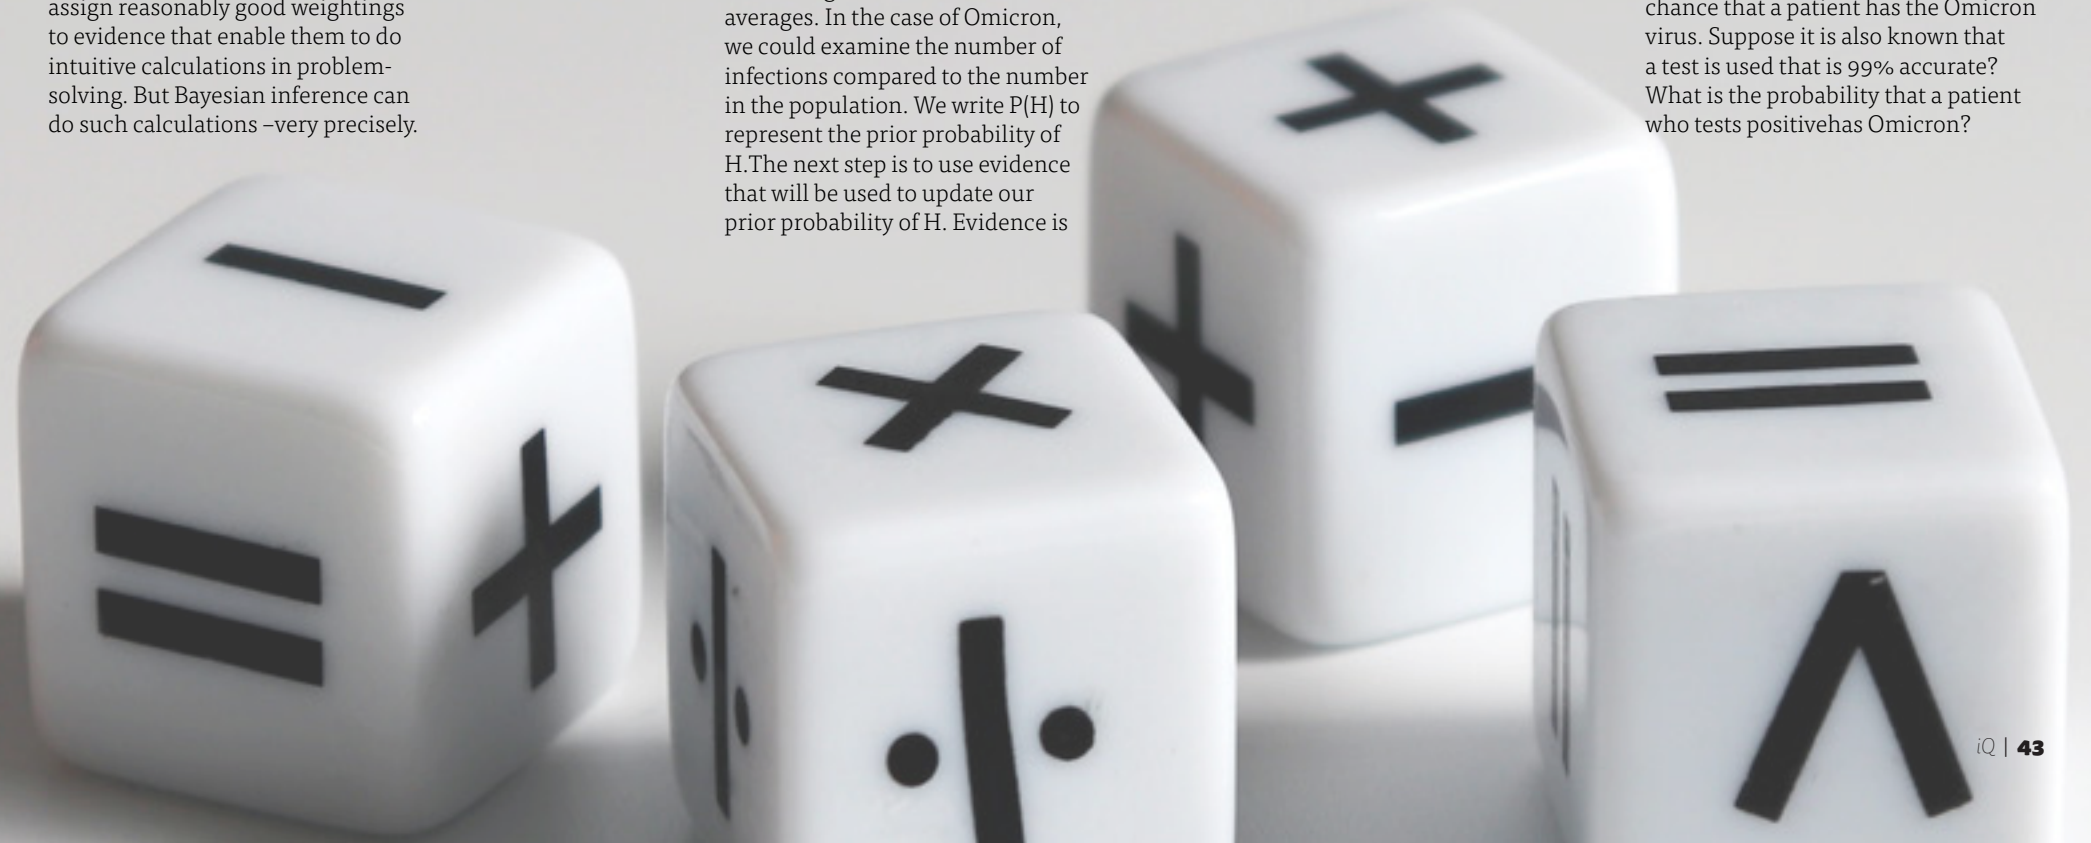 assign reasonably good weightings
to evidence that enable them to do
intuitive calculations in problem-
solving. But Bayesian inference can
do such calculations –very precisely.
averages. In the case of Omicron,
we could examine the number of
infections compared to the number
in the population. We write P(H) to
represent the prior probability of
H.The next step is to use evidence
that will be used to update our
prior probability of H. Evidence is
chance that a patient has the Omicron
virus. Suppose it is also known that
a test is used that is 99% accurate?
What is the probability that a patient
who tests positivehas Omicron?
iQ | 43